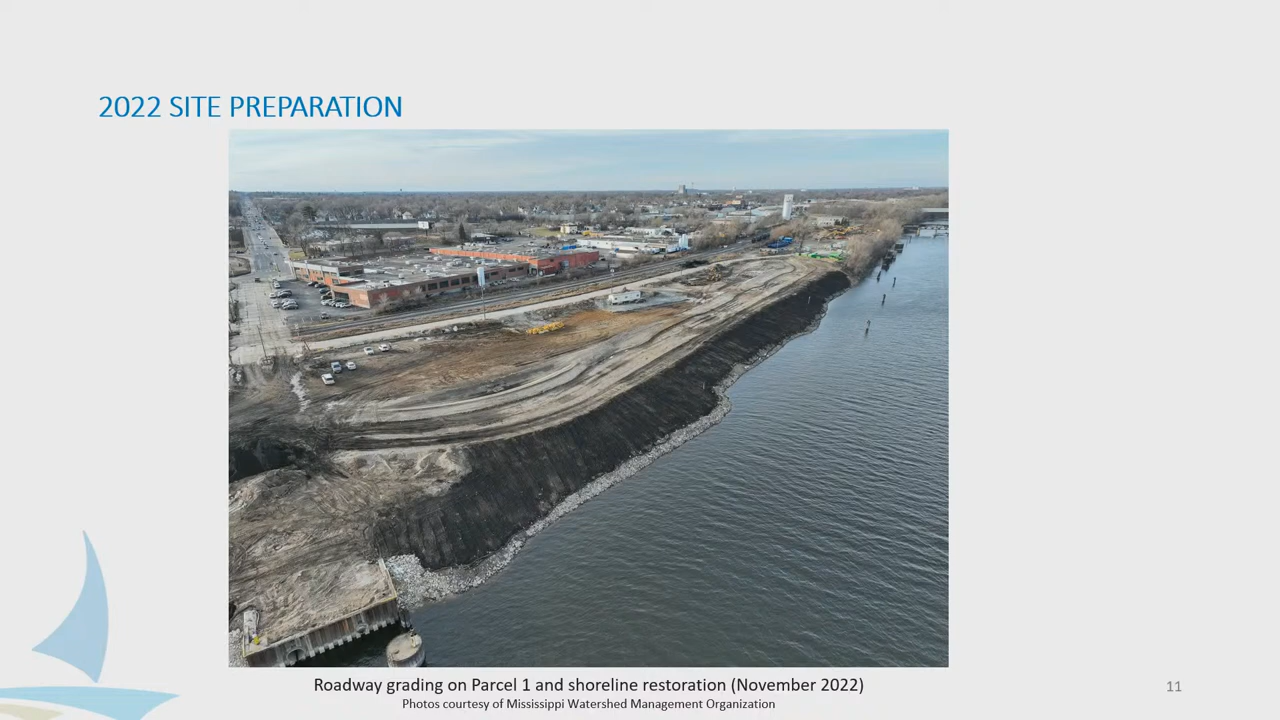 2022 SITE PREPARATION
Roadway grading on Parcel 1 and shoreline restoration (November 2022)
Photos courtesy of Mississippi Watershed Management Organization
11